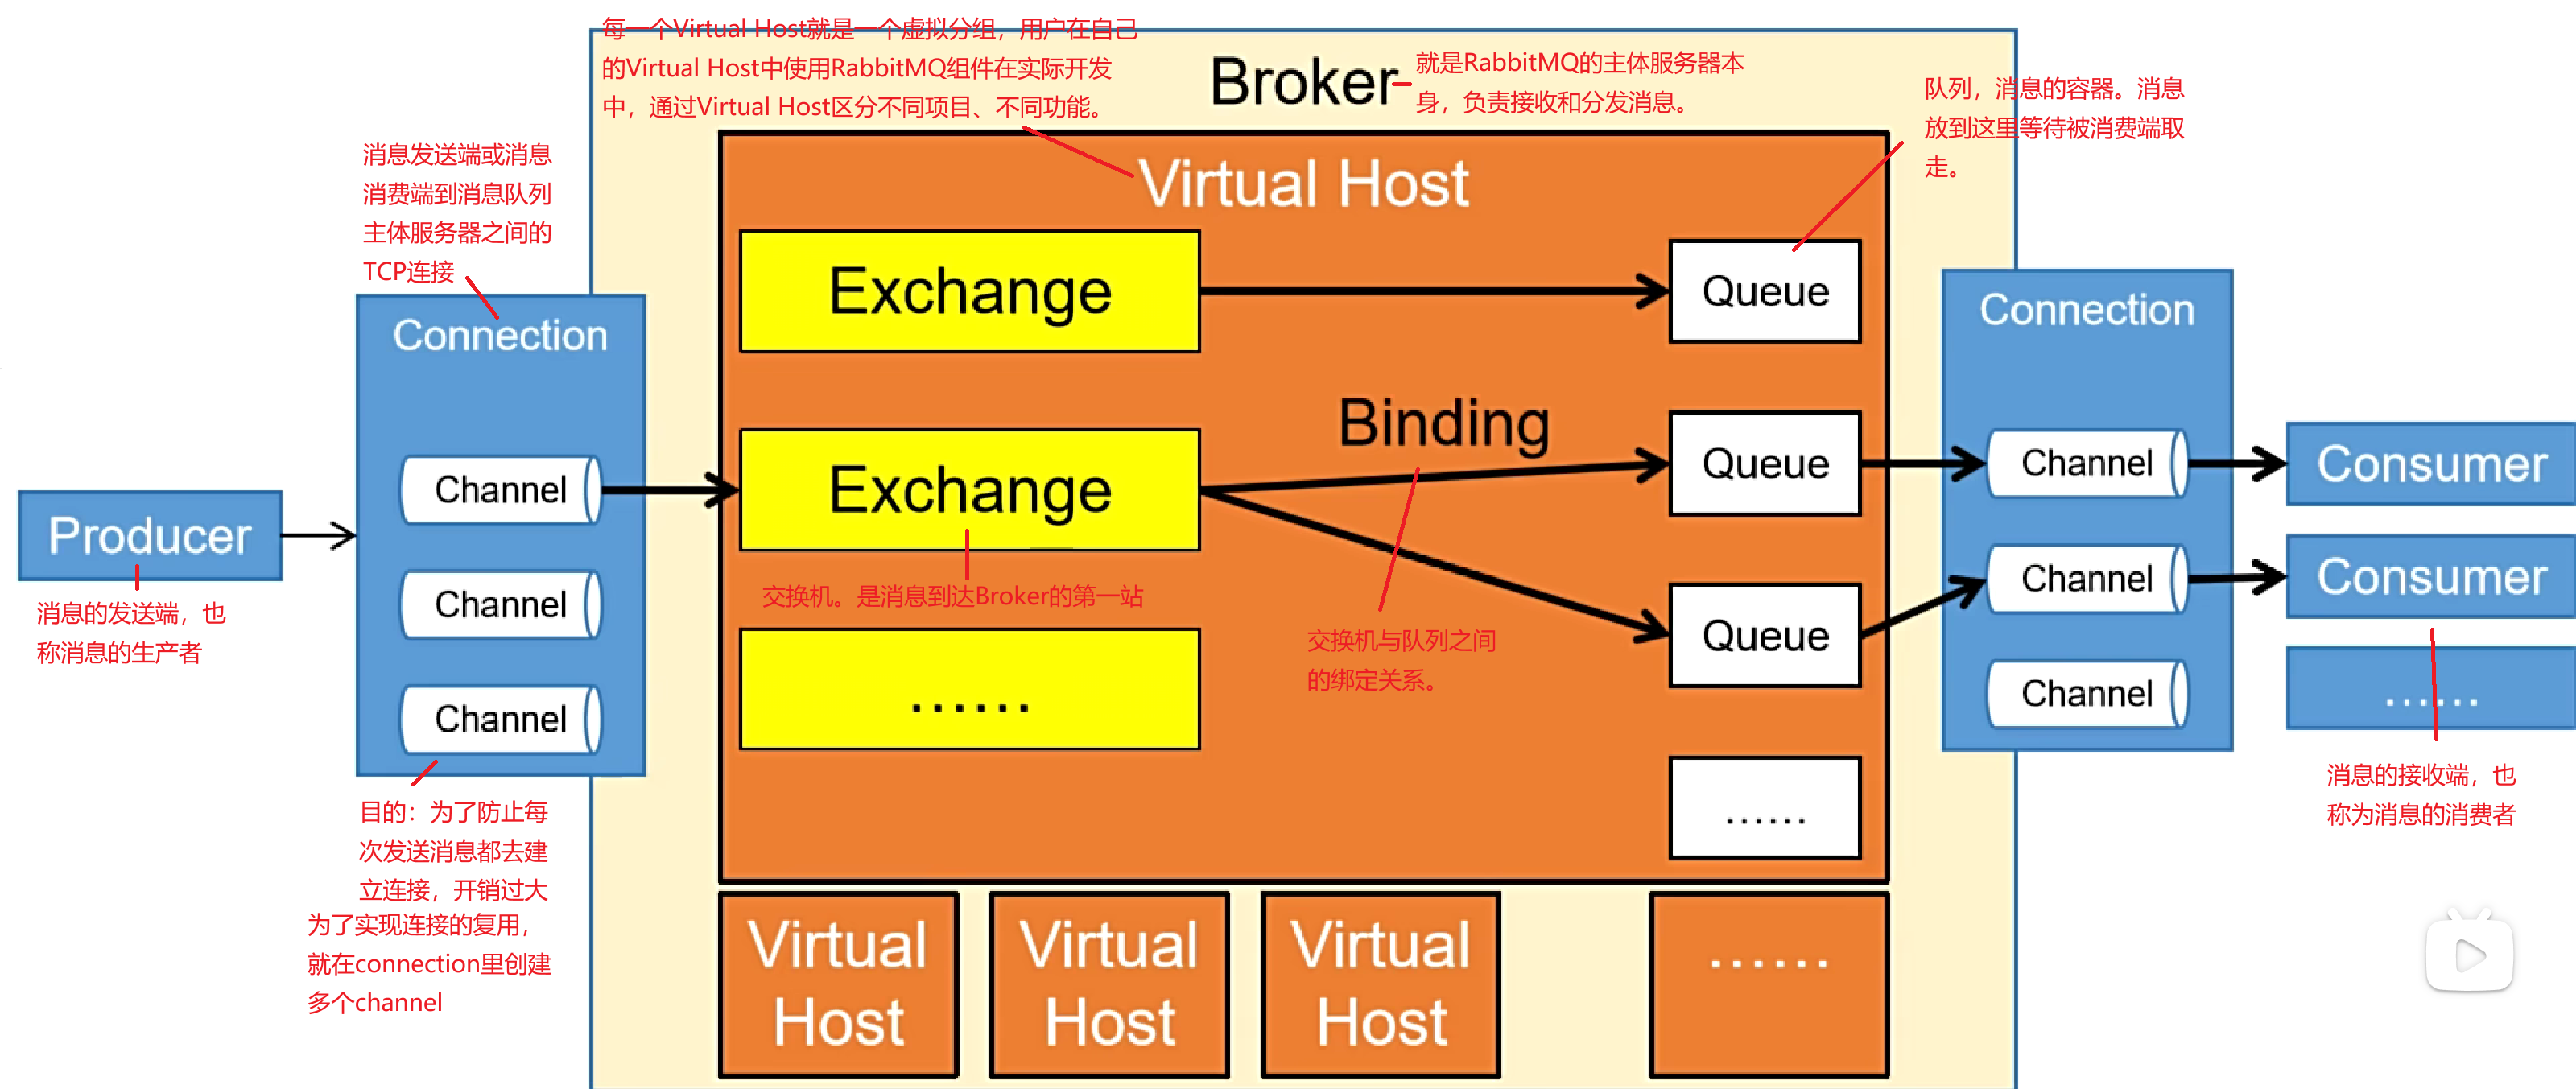 每一个Virtual Host就是一个虚拟分组，用户在自己
的Virtual Host中使用RabbitMQ组件在实际开发
中，通过Virtual Host区分不同项目、不同功能。
Broker
就是RabbitMQ的主体服务器本
身，负责接收和分发消息。
队列，消息的容器。消息
放到这里等待被消费端取
走。
消息发送端或消息
消费端到消息队列
主体服务器之间的
TCP连接
Virtual Host
Exchange
Queue
Connection
Connection
Binding
Exchange
Queue
Channel
Channel
Consumer
Producer
Channel
Consumer
消息的发送端，也
称消息的生产者
交换机。是消息到达Broker的第一站
Channel
Queue
交换机与队列之间
的绑定关系。
Channel
......
Channel
......
消息的接收端，也
称为消息的消费者
目的：为了防止每
次发送消息都去建
立连接，开销过大
为了实现连接的复用，
就在connection里创建
多个channel
......
Virtual
Host
Virtual
Host
Virtual
Host
......